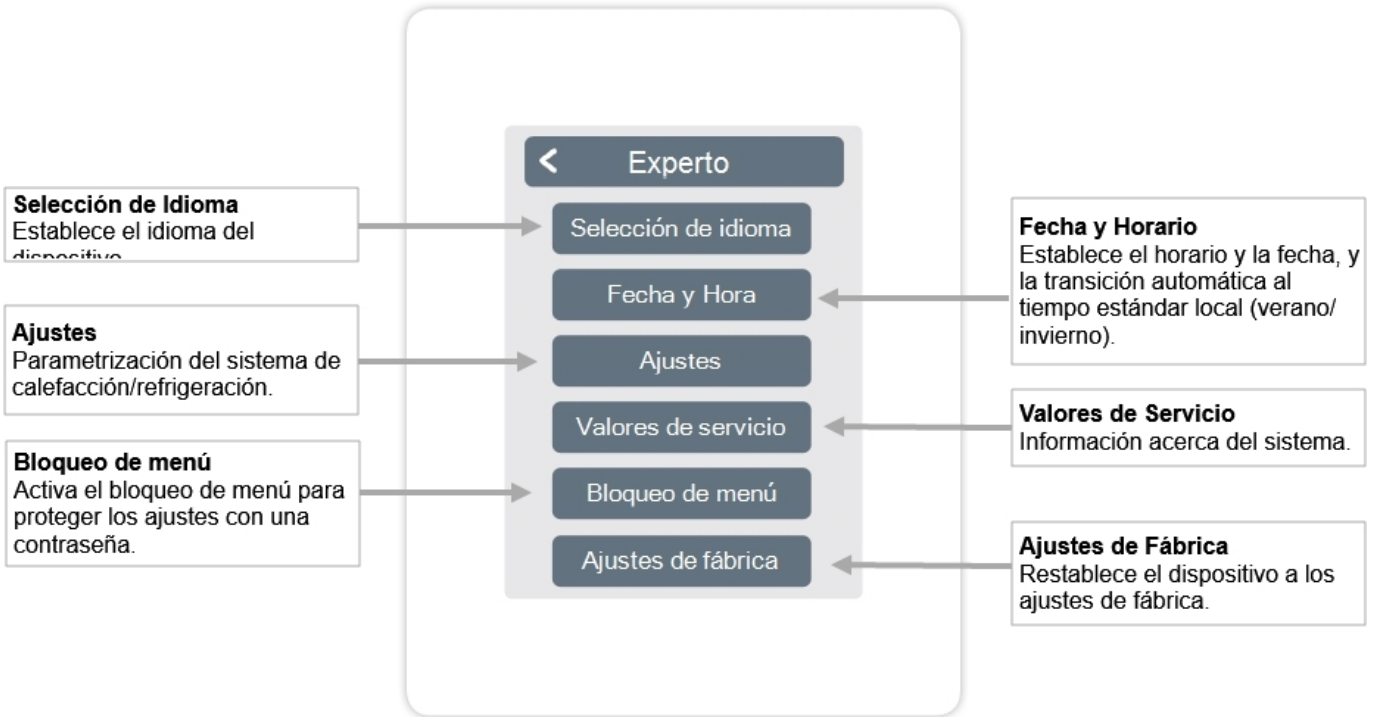 Experto
Selección de idioma
Fecha y Hora
Ajustes
Valores de servicio
Bloqueo de menú
Ajustes de fábrica
Selección de Idioma
Establece el idioma del
dispositivo
Ajustes
Parametrización del sistema de
calefacción/refrigeración.
Bloqueo de menú
Activa el bloqueo de menú para
proteger los ajustes con una
contraseña.
Fecha y Horario
Establece el horario y la fecha, y
la transición automática al
tiempo estándar local (verano/
invierno).
Valores de Servicio
Información acerca del sistema.
Ajustes de Fábrica
Restablece el dispositivo a los
ajustes de fábrica.